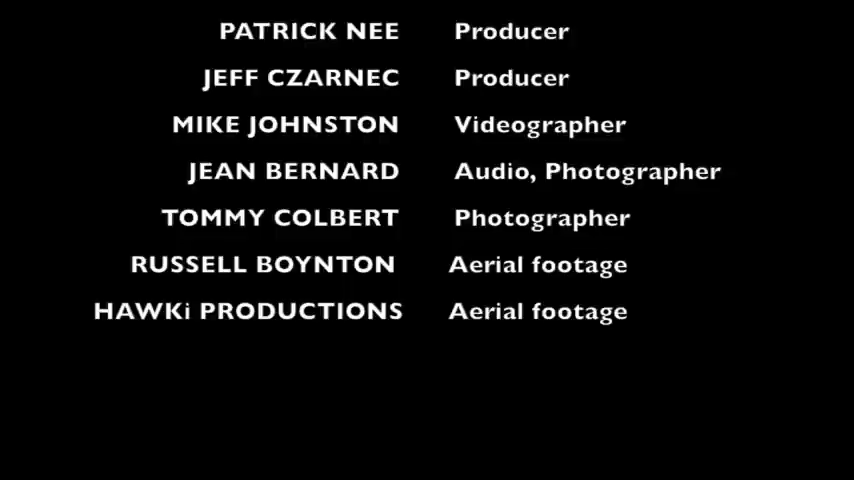 PATRICK NEE Producer
JEFF CZARNEC Producer
MIKE JOHNSTON Videographer
JEAN BERNARD Audio, Photographer
TOMMY COLBERT Photographer
RUSSELL BOYNTON Aerial footage
HAWKi PRODUCTIONS Aerial footage